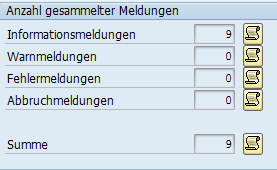 Anzahl gesammelter Meldungen
Informationsmeldungen 9
Warnmeldungen 0
Fehlermeldungen 0
Abbruchmeldungen 0
Summe 9